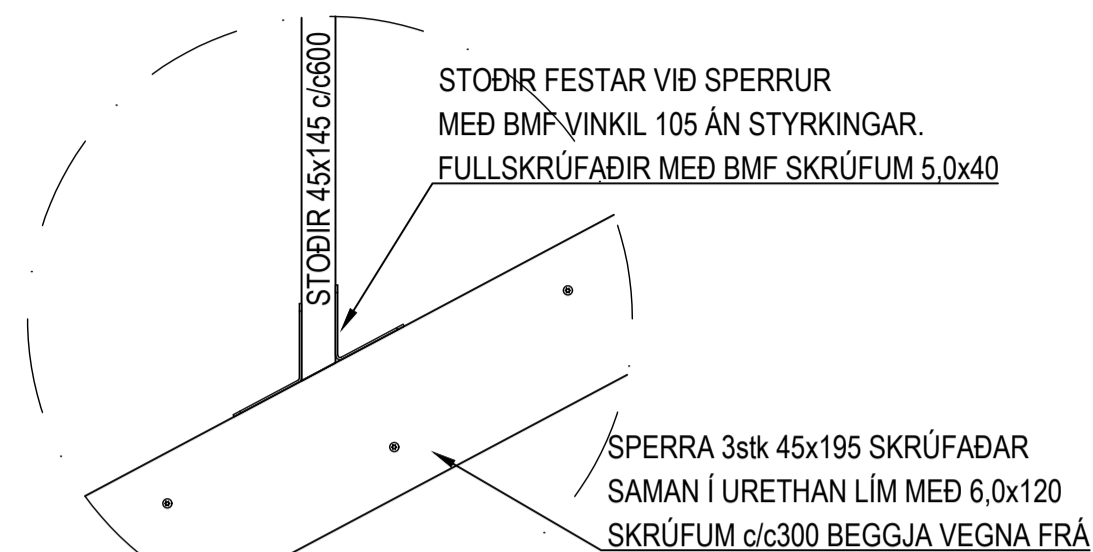 STOÐIR 45x145 c/c600
STOÐIR FESTAR VIÐ SPERRUR
MEÐ BMF VINKIL 105 ÁN STYRKINGAR.
FULLSKRÚFAÐIR MEÐ BMF SKRÚFUM 5,0x40
SPERRA 3stk 45x195 SKRÚFAÐAR
SAMAN Í URETHAN LÍM MEÐ 6,0x120
SKRÚFUM c/c300 BEGGJA VEGNA FRÁ